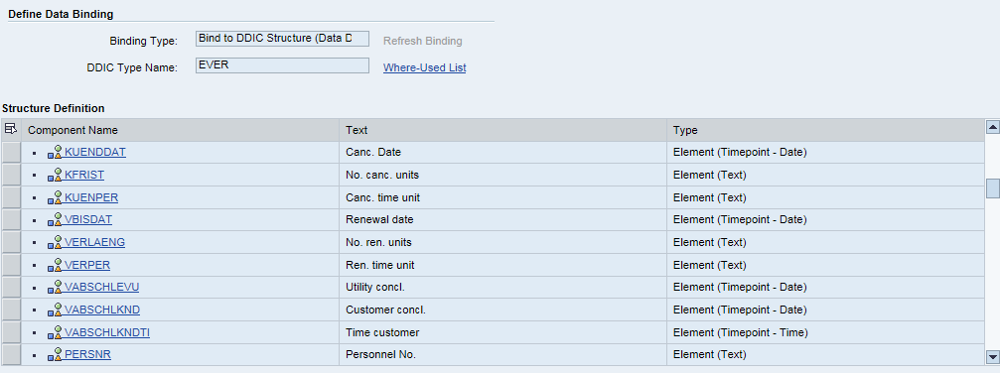 Define Data Binding
Binding Type: Bind to DDIC Structure (Data D Refresh Binding
DDIC Type Name: EVER Where-Used List
Structure Definition
Component Name Text Type
KUENDDAT Canc. Date Element (Timepoint - Date)
KFRIST No. canc. units Element (Text)
KUENPER Canc. time unit Element (Text)
VBISDAT Renewal date Element (Timepoint - Date)
VERLAENG No. ren. units Element (Text)
VERPER Ren. time unit Element (Text)
VABSCHLEVU Utility concl. Element (Timepoint - Date)
VABSCHLKND Customer concl. Element (Timepoint - Date)
VABSCHLKNDTI Time customer Element (Timepoint - Time)
PERSNR Personnel No. Element (Text)